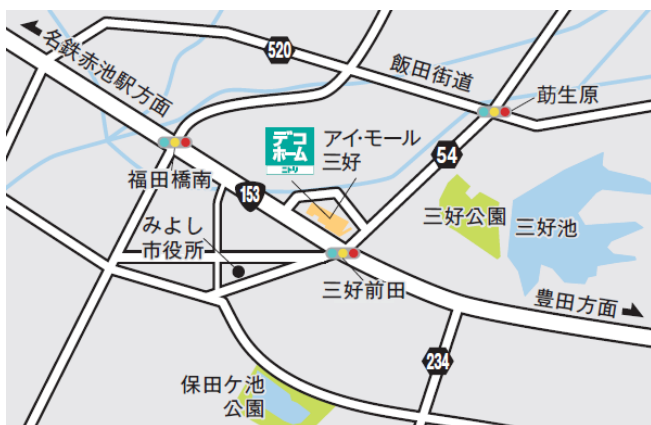 名鉄赤池駅方面
520
飯田街道
莇生原
デコ
ホーム
ニトリ
アイ・モール
三好
54
福田橋南
153
三好公園
三好池
みよし
市役所
三好前田
豊田方面
234
保田ケ池
公園